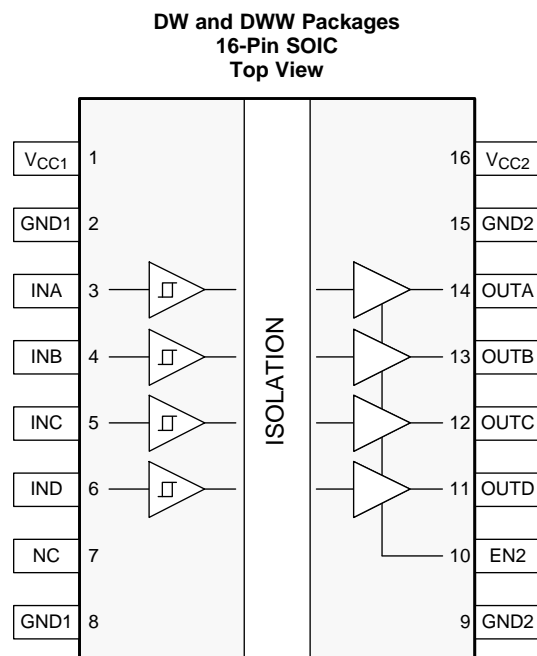 DW and DWW Packages
16-Pin SOIC
Top View
VCC1 1 16 VCC2
GND1 2 15 GND2
INA 3 14 OUTA
INB 4 13 OUTB
INC 5 12 OUTC
IND 6 11 OUTD
NC 7 10 EN2
GND1 8 9 GND2
ISOLATION